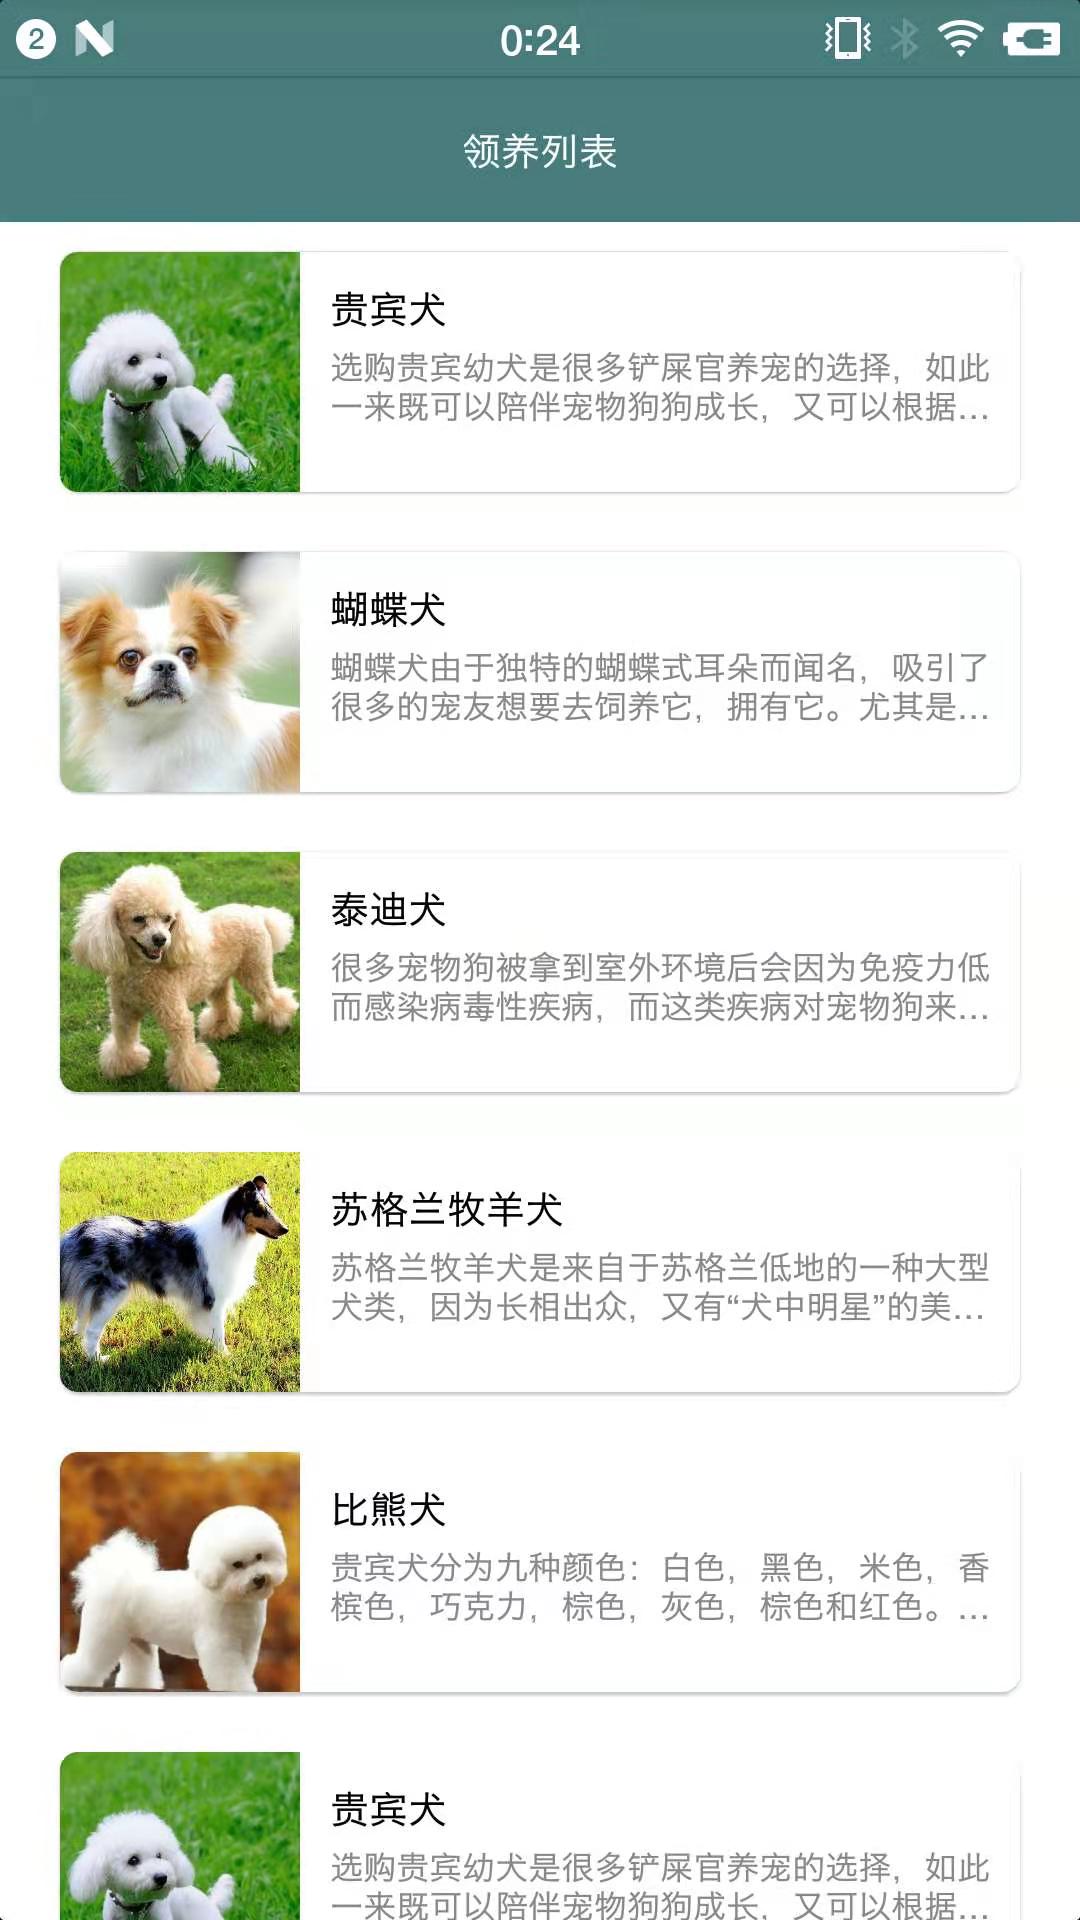 2
0:24
领养列表
贵宾犬
选购贵宾幼犬是很多铲屎官养宠的选择，如此
一来既可以陪伴宠物狗狗成长，又可以根据...
蝴蝶犬
蝴蝶犬由于独特的蝴蝶式耳朵而闻名，吸引了
很多的宠友想要去饲养它，拥有它。尤其是...
泰迪犬
很多宠物狗被拿到室外环境后会因为免疫力低
而感染病毒性疾病，而这类疾病对宠物狗来...
苏格兰牧羊犬
苏格兰牧羊犬是来自于苏格兰低地的一种大型
犬类，因为长相出众，又有“犬中明星”的美...
比熊犬
贵宾犬分为九种颜色：白色，黑色，米色，香
槟色，巧克力，棕色，灰色，棕色和红色。...
贵宾犬
选购贵宾幼犬是很多铲屎官养宠的选择，如此
一来既可以陪伴宠物狗狗成长，又可以根据...